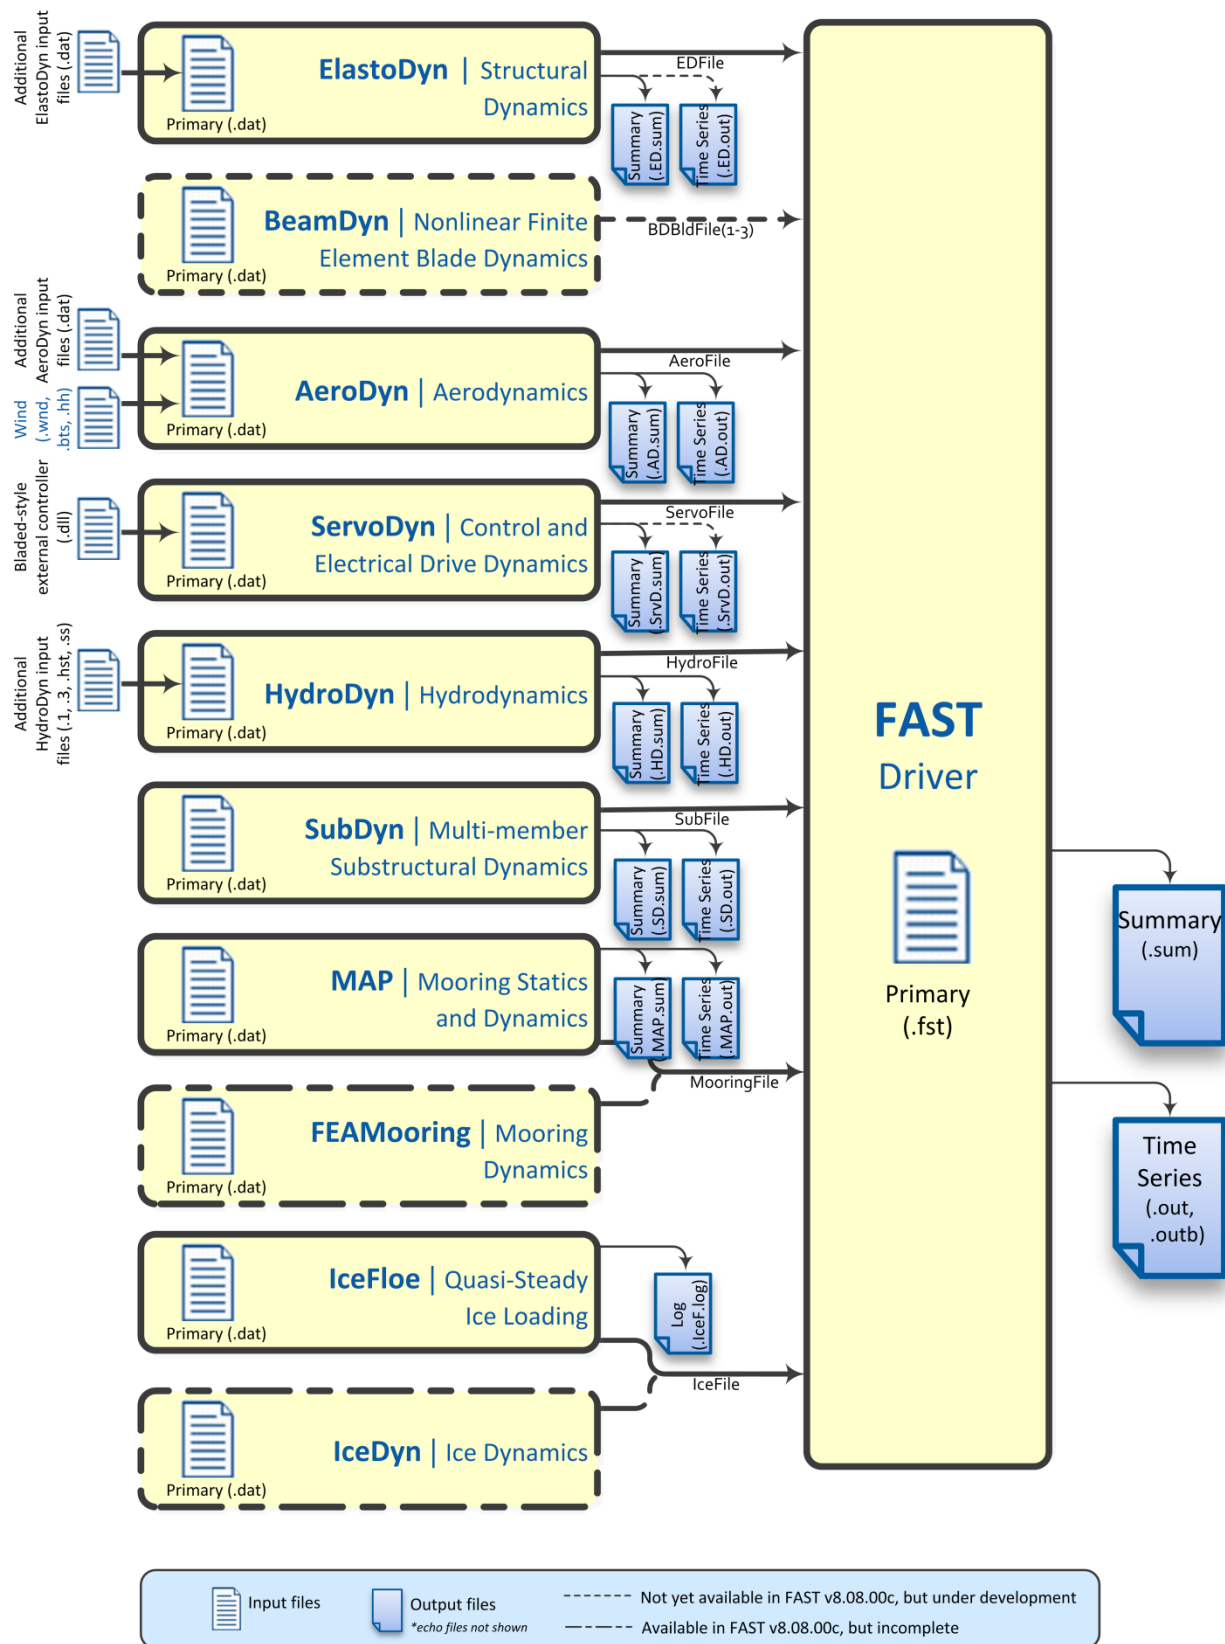 Additional
ElastoDyn input
files (.dat)
Primary (.dat)
ElastoDyn | Structural
Dynamics
EDFile
Summary
(.ED.sum)
Time Series
(.ED.out)
Primary (.dat)
BeamDyn | Nonlinear Finite
Element Blade Dynamics
BDBldFile(1-3)
Additional
AeroDyn input
files (.dat)
Wind
(.wnd,
.bts, .hh)
Primary (.dat)
AeroDyn | Aerodynamics
AeroFile
Summary
(.AD.sum)
Time Series
(.AD.out)
Bladed-style
external controller
(.dll)
Primary (.dat)
ServoDyn | Control and
Electrical Drive Dynamics
ServoFile
Summary
(.SrvD.sum)
Time Series
(.SrvD.out)
Additional
HydroDyn input
files (.1, .3, .hst, .ss)
Primary (.dat)
HydroDyn | Hydrodynamics
HydroFile
Summary
(.HD.sum)
Time Series
(.HD.out)
Primary (.dat)
SubDyn | Multi-member
Substructural Dynamics
SubFile
Summary
(.SD.sum)
Time Series
(.SD.out)
Primary (.dat)
MAP | Mooring Statics
and Dynamics
Summary
(.MAP.sum)
Time Series
(.MAP.out)
MooringFile
Primary (.dat)
FEAMooring | Mooring
Dynamics
Primary (.dat)
IceFloe | Quasi-Steady
Ice Loading
Log
(.IceF.log)
IceFile
Primary (.dat)
IceDyn | Ice Dynamics
FAST
Driver
Primary
(.fst)
Summary
(.sum)
Time
Series
(.out,
.outb)
Input files
Output files
*echo files not shown
Not yet available in FAST v8.08.00c, but under development
Available in FAST v8.08.00c, but incomplete